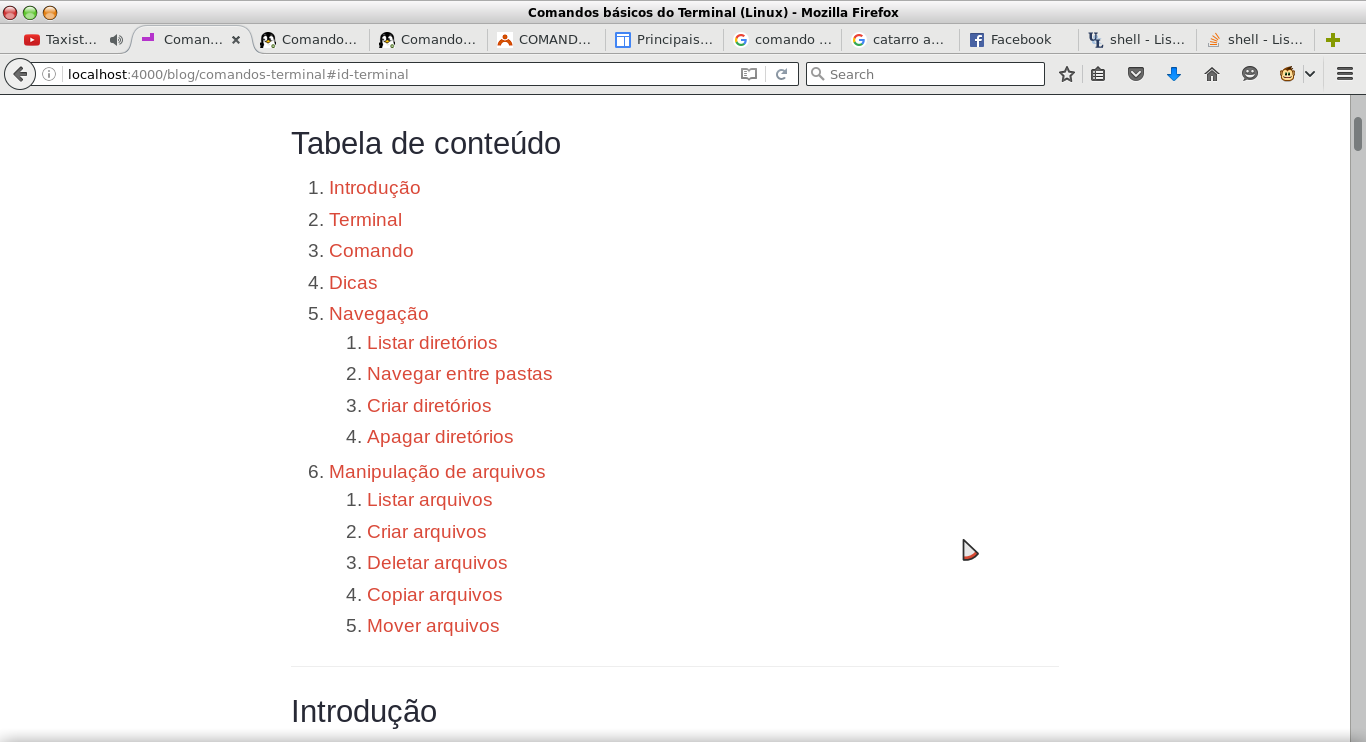 Comandos básicos do Terminal (Linux) - Mozilla Firefox
Taxist...
Coman...
Comando...
Comando...
COMAND...
Principais...
comando ...
catarro a...
Facebook
shell - Lis...
shell - Lis...
localhost:4000/blog/comandos-terminal#id-terminal
Search
Tabela de conteúdo
1. Introdução
2. Terminal
3. Comando
4. Dicas
5. Navegação
1. Listar diretórios
2. Navegar entre pastas
3. Criar diretórios
4. Apagar diretórios
6. Manipulação de arquivos
1. Listar arquivos
2. Criar arquivos
3. Deletar arquivos
4. Copiar arquivos
5. Mover arquivos
Introdução